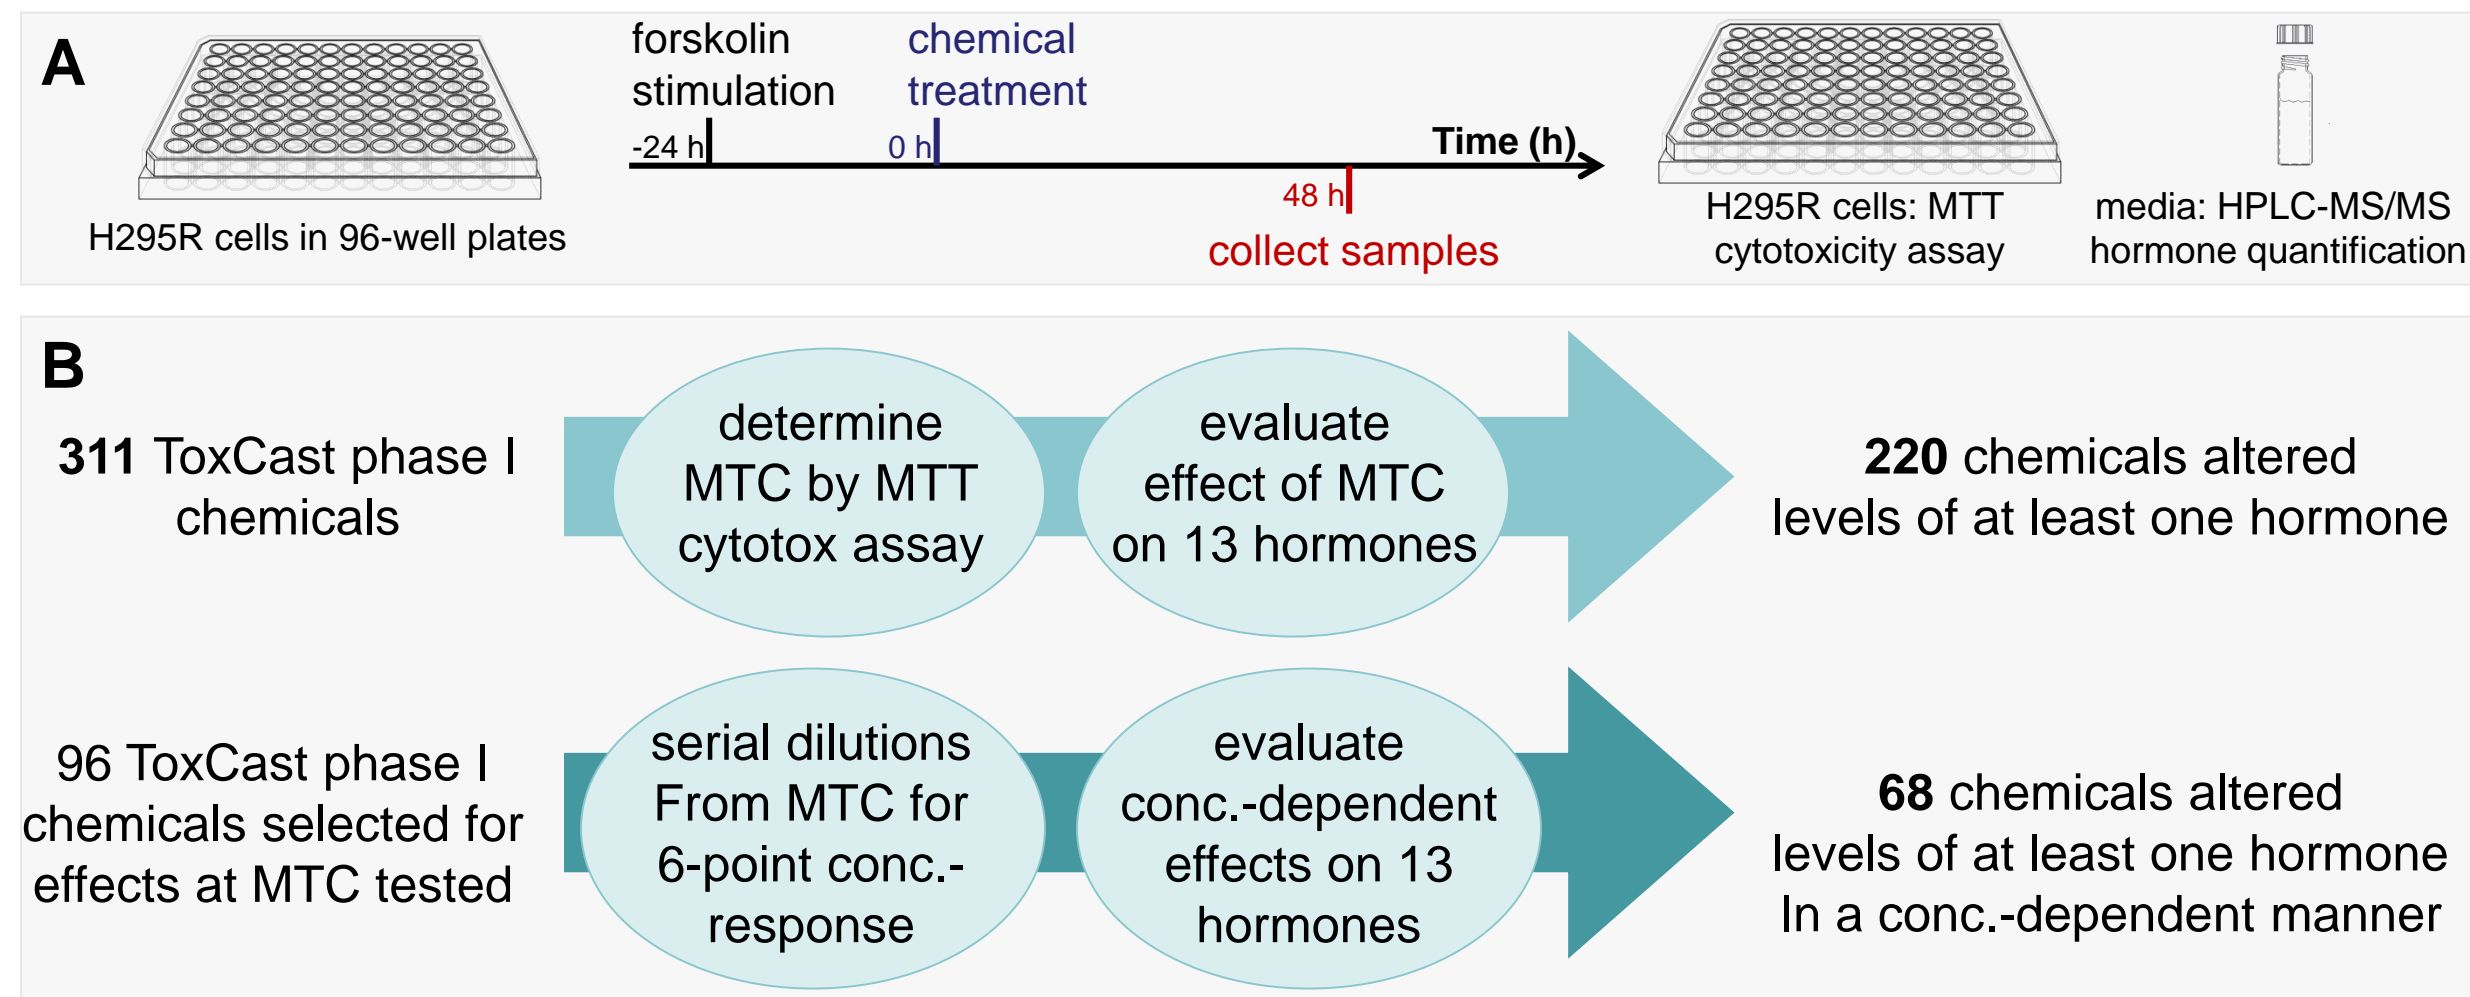 A
forskolin
stimulation
chemical
treatment
-24 h
0 h
Time (h)
48 h
collect samples
H295R cells in 96-well plates
H295R cells: MTT
cytotoxicity assay
media: HPLC-MS/MS
hormone quantification
B
311 ToxCast phase I
chemicals
determine
MTC by MTT
cytotox assay
evaluate
effect of MTC
on 13 hormones
220 chemicals altered
levels of at least one hormone
96 ToxCast phase I
chemicals selected for
effects at MTC tested
serial dilutions
From MTC for
6-point conc.-
response
evaluate
conc.-dependent
effects on 13
hormones
68 chemicals altered
levels of at least one hormone
In a conc.-dependent manner